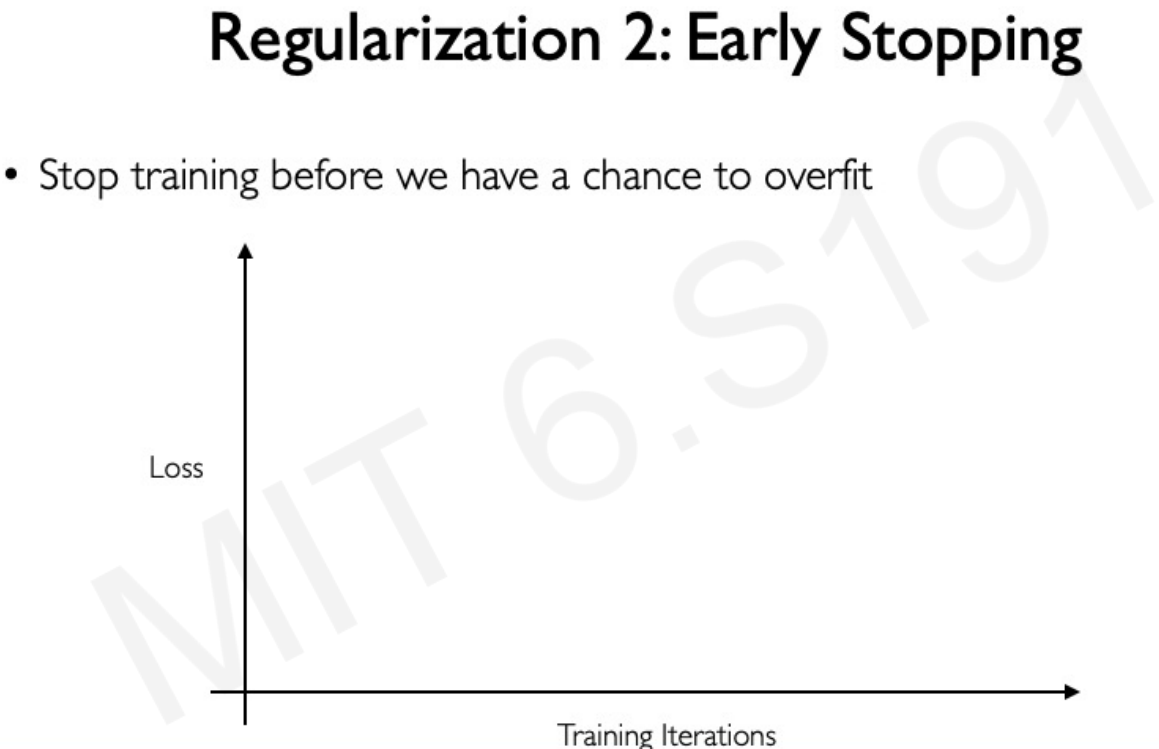 Regularization 2: Early Stopping
• Stop training before we have a chance to overfit
Loss
Training Iterations
MIT 6.S191